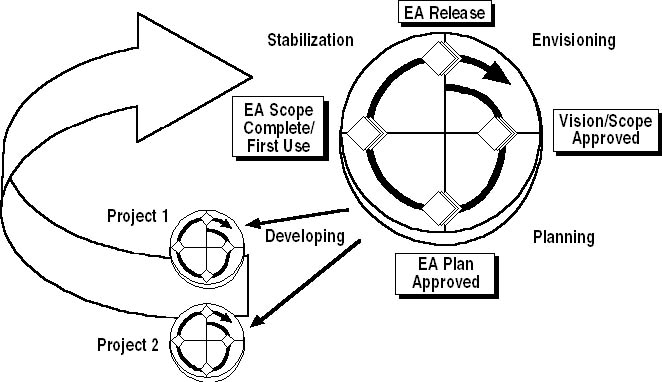 EA Release
Stabilization
Envisioning
EA Scope
Complete/
First Use
Vision/Scope
Approved
Project 1
Developing
Planning
EA Plan
Approved
Project 2